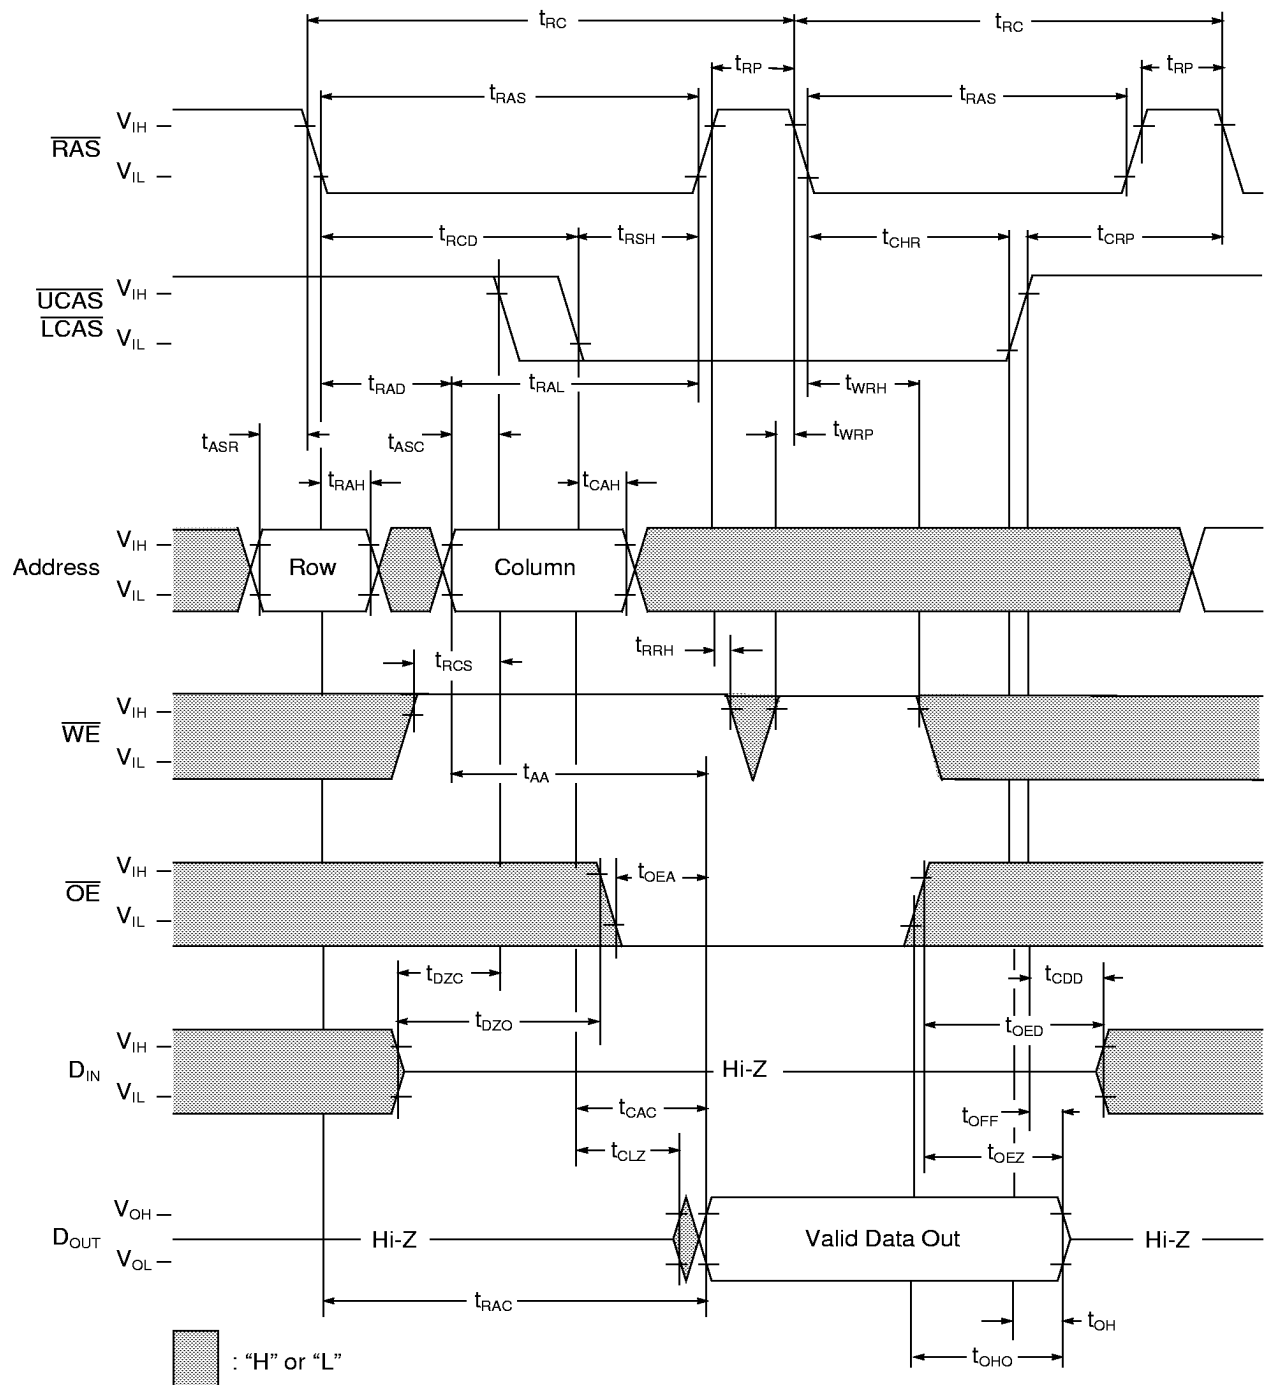 tRC tRC
tRP tRP
tRAS tRAS
RAS VIH
VIL
tRCD tRSH tCHR tCRP
UCAS VIH
LCAS VIL
tRAD tRAL tWRH
tASR tASC tWRP
tRAH tCAH
Address VIH
Row Column
VIL
tRRH
tRCS
WE VIH
VIL
tAA
OE VIH
tOEA
VIL
tDZC tCDD
tDZO tOED
DIN VIH
Hi-Z
VIL
tCAC tOFF
tCLZ tOEZ
DOUT VOH
Hi-Z Valid Data Out Hi-Z
VOL
tRAC
tOH
tOHO
: “H” or “L”